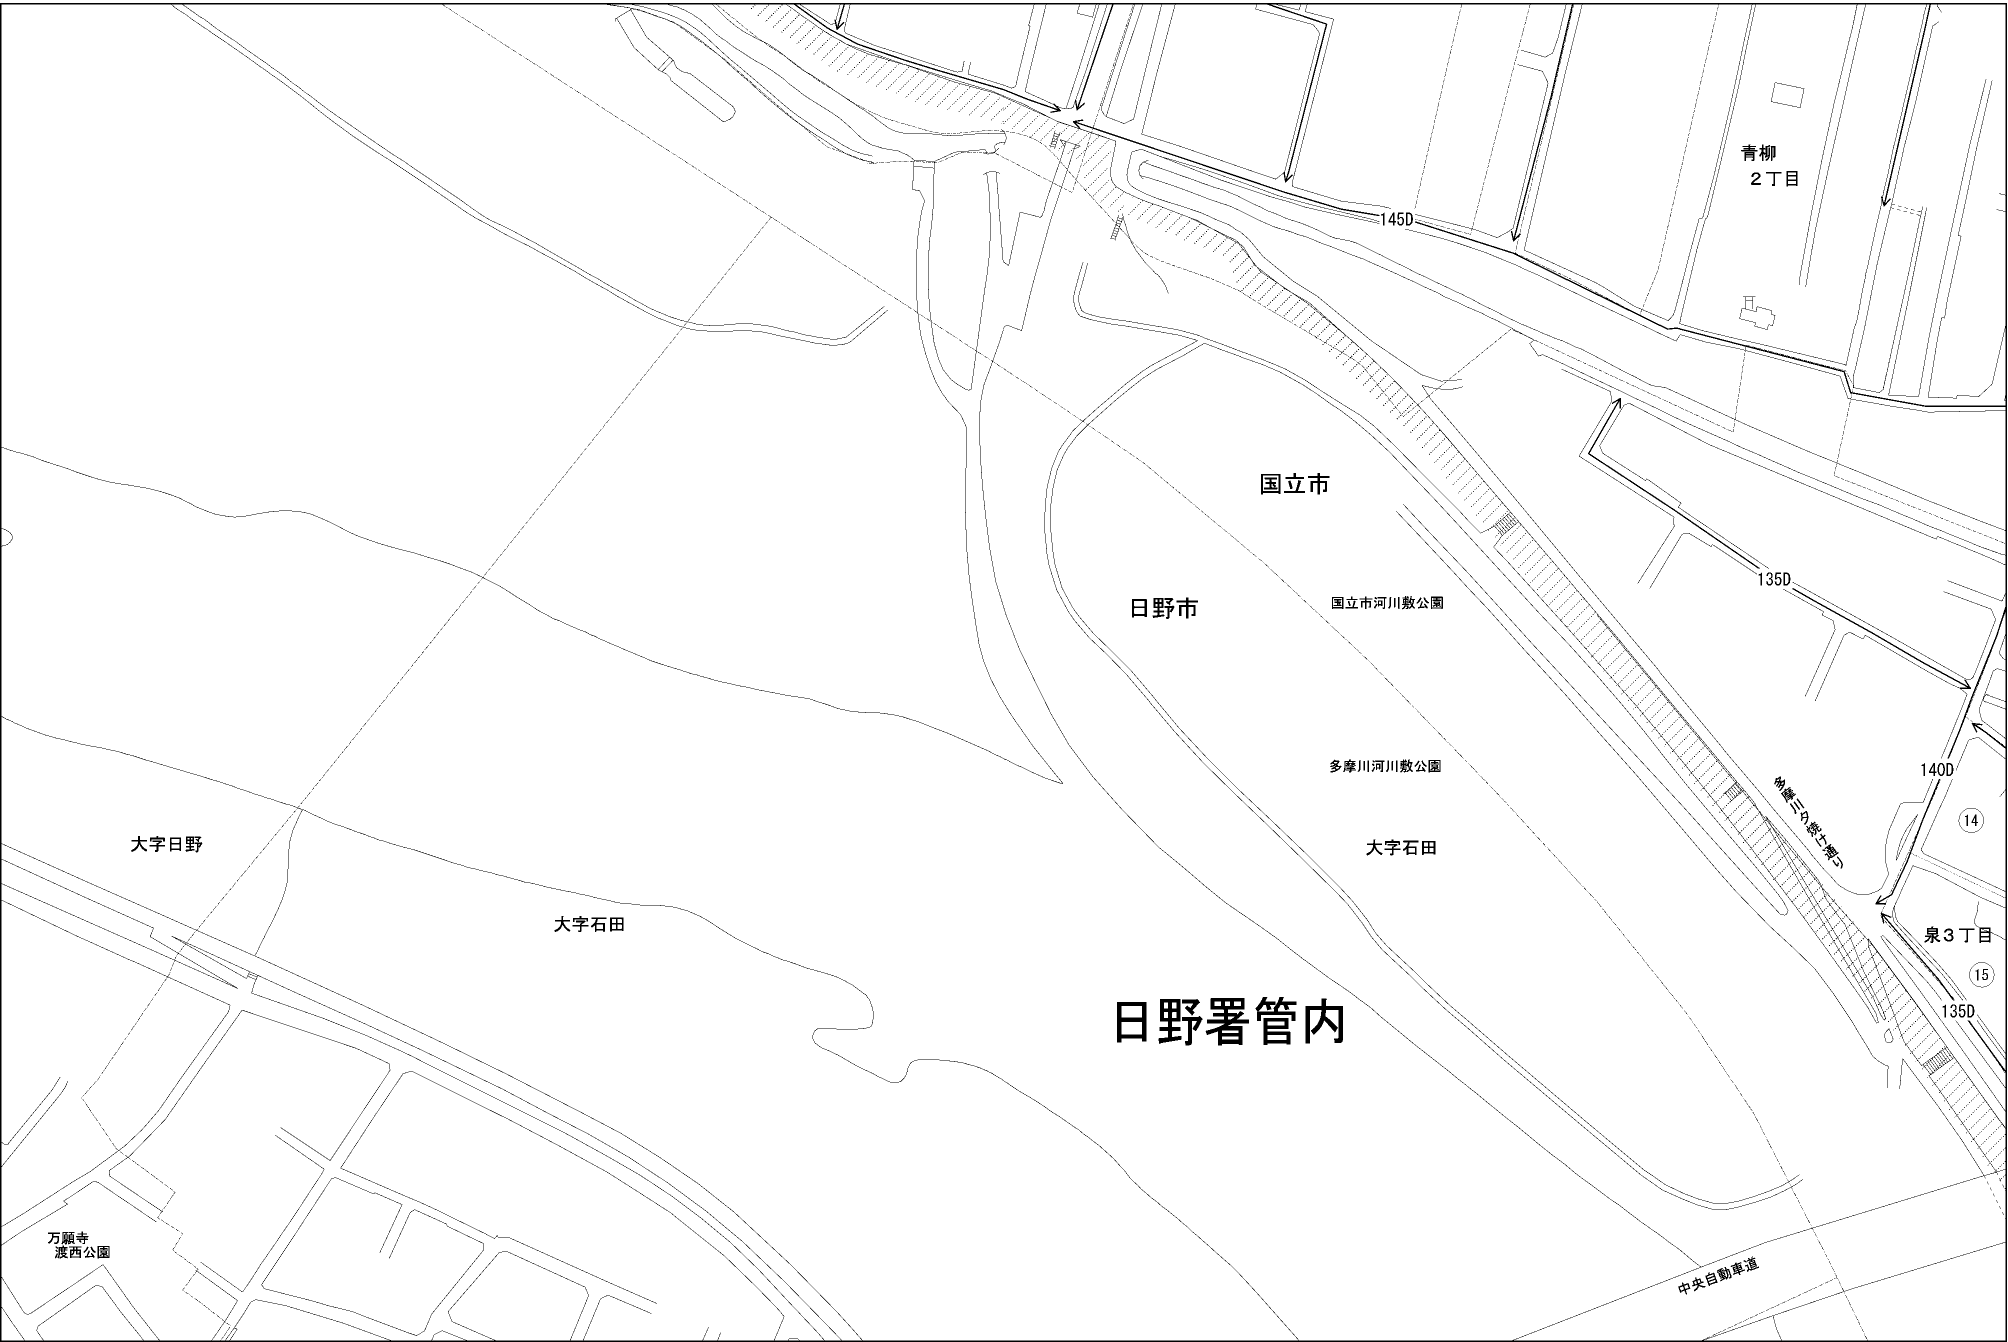 青柳
２丁目
145D
国立市
135D
日野市
国立市河川敷公園
多摩川河川敷公園
140D
多摩川夕焼け通り
14
大字日野
大字石田
大字石田
泉３丁目
15
135D
日野署管内
万願寺
渡西公園
中央自動車道